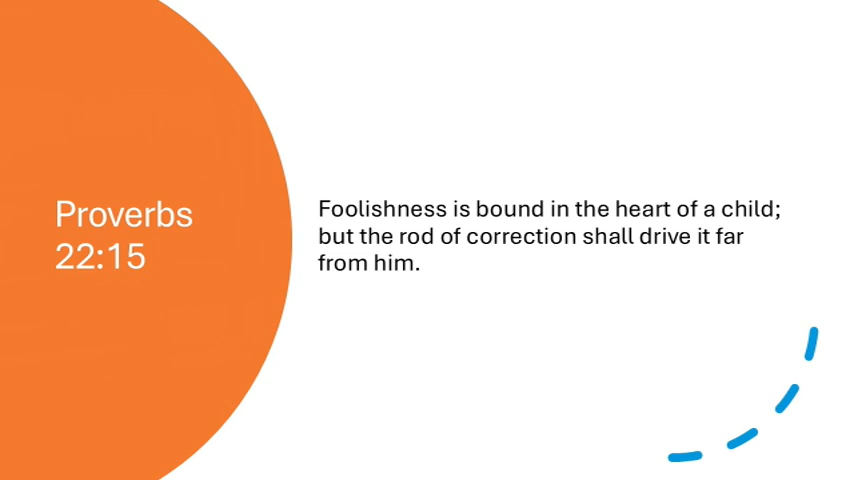 Proverbs
22:15
Foolishness is bound in the heart of a child;
but the rod of correction shall drive it far
from him.